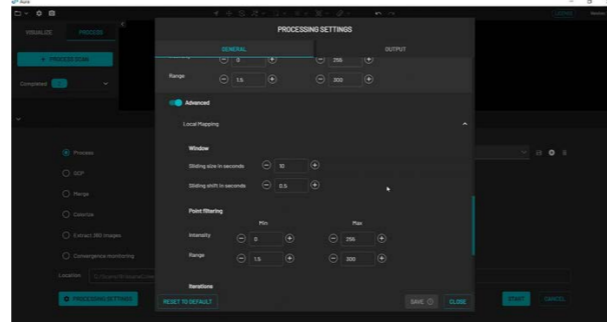 Aura
PROCESSING SETTINGS
VISUALIZE
PROCESS
GENERAL
OUTPUT
PROCESS SCAN
0
255
Range
1.5
300
Completed
Advanced
Local Mapping
Window
Process
Sliding size in seconds
10
GCP
Sliding shift in seconds
0.5
Merge
Point filtering
Colorize
Min
Max
Extract 360 images
Intensity
0
255
Convergence monitoring
Range
1.5
300
Location
Iterations
PROCESSING SETTINGS
RESET TO DEFAULT
SAVE
CLOSE
START
CANCEL